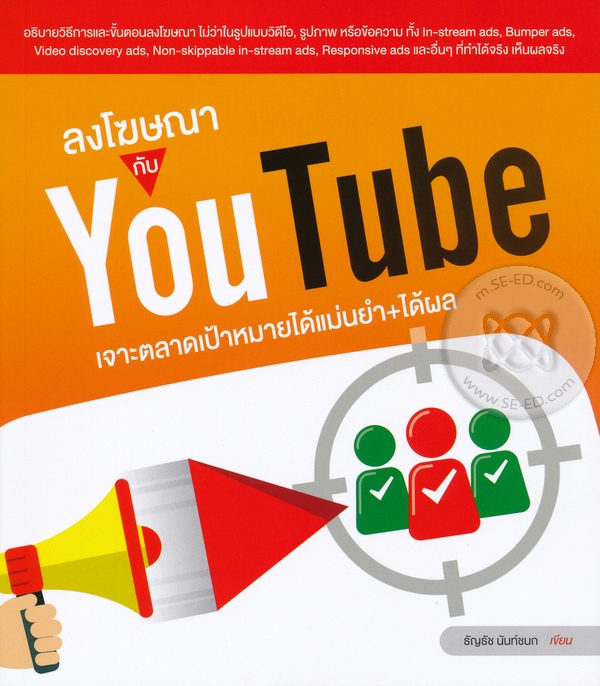 อธิบายวิธีการและขั้นตอนลงโฆษณา ไม่ว่าในรูปแบบวิดีโอ, รูปภาพ หรือข้อความ ทั้ง In-stream ads, Bumper ads,
Video discovery ads, Non-skippable in-stream ads, Responsive ads และอื่นๆ ที่ทำได้จริง เห็นผลจริง
ลงโฆษณา
กับ
YouTube
เจาะตลาดเป้าหมายได้แม่นยำ+ได้ผล
m.SE-ED.com
www.SE-ED.com
ธัญธัช นันท์ชนก เขียน